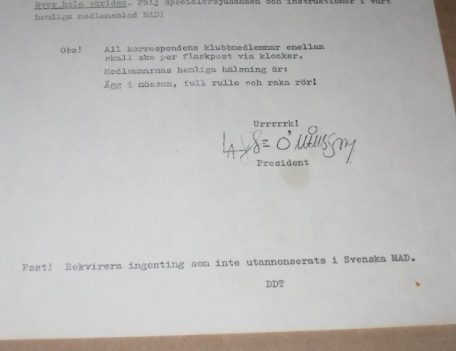 över hela världen. Följ specialerbjudanden och instruktioner i vårt
hemliga medlemsblad MAD!
Obs! All korrespondens klubbmedlemmar emellan
skall ske per flaskpost via kloaker.
Medlemmarnas hemliga hälsning är:
Ägg i mössan, full rulle och raka rör!
Urrrrrk!
President
Psst! Rekvirera ingenting som inte utannonserats i Svenska MAD.
DDT